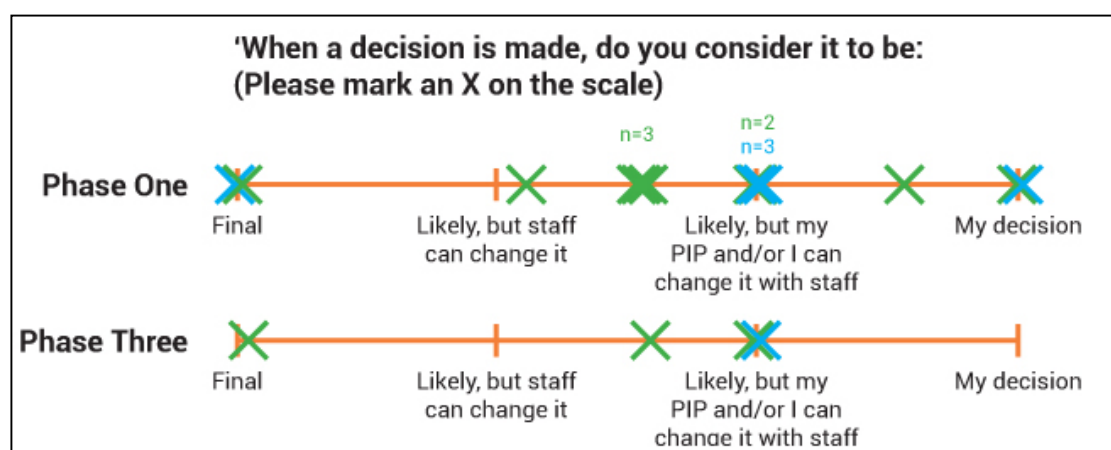 ‘When a decision is made, do you consider it to be:
(Please mark an X on the scale)
n=3
n=2
n=3
Phase One
Final
Likely, but staff
can change it
Likely, but my
PIP and/or I can
change it with staff
My decision
Phase Three
Final
Likely, but staff
can change it
Likely, but my
PIP and/or I can
change it with staff
My decision